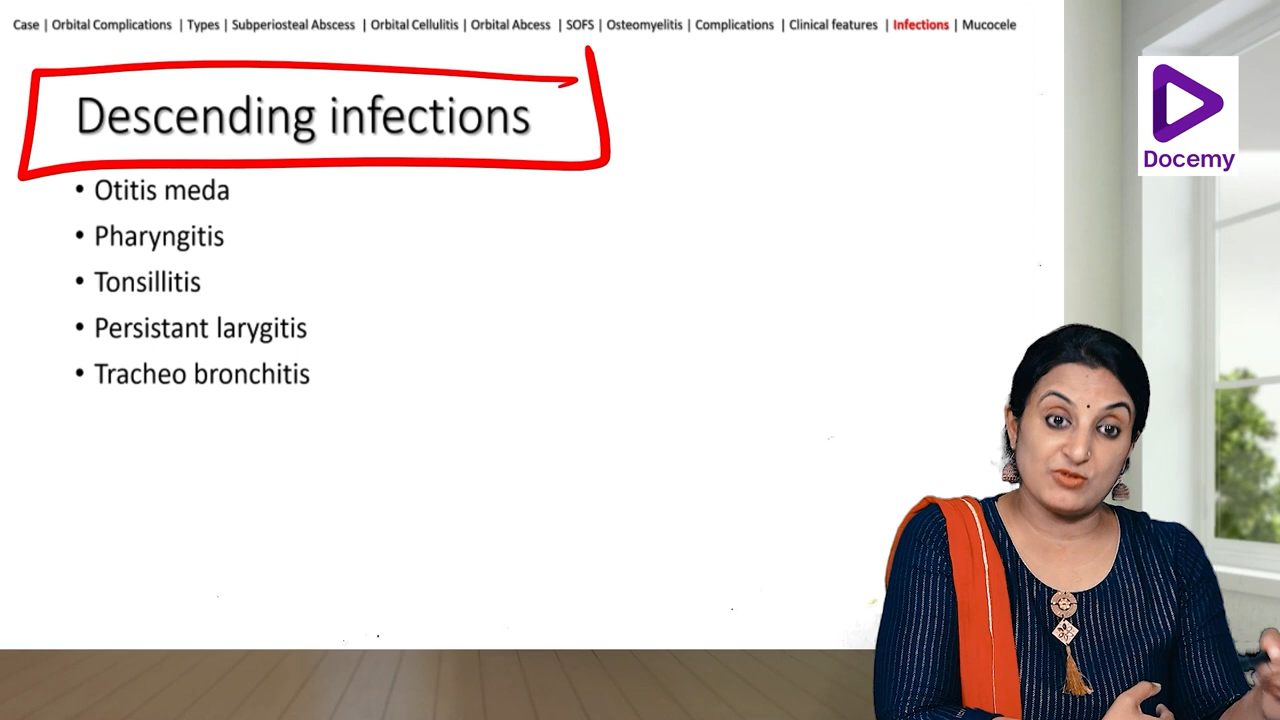 Case | Orbital Complications | Types | Subperiosteal Abscess | Orbital Cellulitis | Orbital Abcess | SOFS | Osteomyelitis | Complications | Clinical features | Infections | Mucocele
Descending infections
Docemy
• Otitis meda
• Pharyngitis
• Tonsillitis
• Persistant larygitis
• Tracheo bronchitis